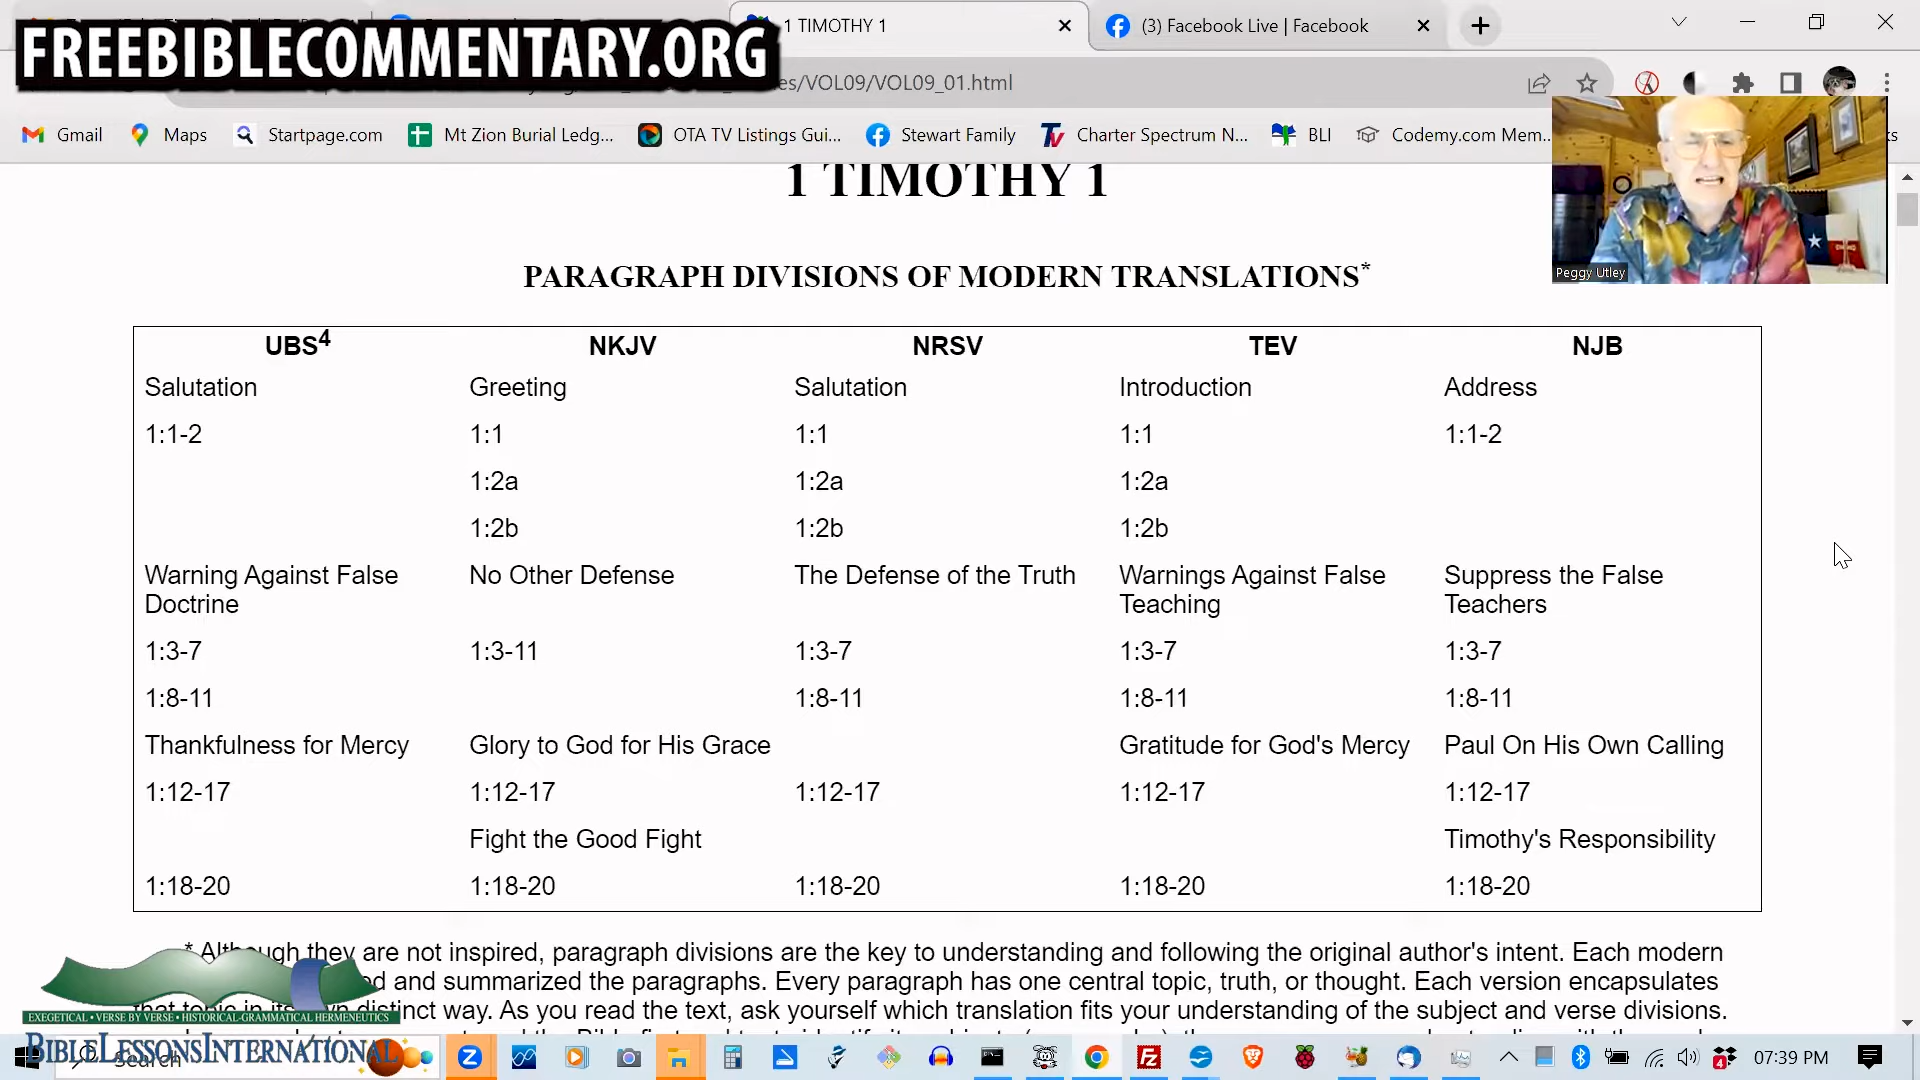 FREEBIBLECOMMENTARY.ORG
1 TIMOTHY 1
(3) Facebook Live | Facebook
es/VOL09/VOL09_01.html
Gmail
Maps
Startpage.com
Mt Zion Burial Ledg...
OTA TV Listings Gui...
Stewart Family
Charter Spectrum N...
BLI
Codemy.com Mem...
ks
Peggy Utley
1 TIMOTHY 1
PARAGRAPH DIVISIONS OF MODERN TRANSLATIONS*
UBS4 NKJV NRSV TEV NJB
Salutation Greeting Salutation Introduction Address
1:1-2 1:1 1:1 1:1 1:1-2
1:2a 1:2a 1:2a
1:2b 1:2b 1:2b
Warning Against False No Other Defense The Defense of the Truth Warnings Against False Suppress the False
Doctrine Teaching Teachers
1:3-7 1:3-11 1:3-7 1:3-7 1:3-7
1:8-11 1:8-11 1:8-11 1:8-11
Thankfulness for Mercy Glory to God for His Grace Gratitude for God's Mercy Paul On His Own Calling
1:12-17 1:12-17 1:12-17 1:12-17 1:12-17
Fight the Good Fight Timothy's Responsibility
1:18-20 1:18-20 1:18-20 1:18-20 1:18-20
* Although they are not inspired, paragraph divisions are the key to understanding and following the original author's intent. Each modern
and summarized the paragraphs. Every paragraph has one central topic, truth, or thought. Each version encapsulates
that topic in its distinct way. As you read the text, ask yourself which translation fits your understanding of the subject and verse divisions.
EXEGETICAL • VERSE BY VERSE • HISTORICAL-GRAMMATICAL HERMENEUTICS
BIBLELESSONSINTERNATIONAL
Search
4
07:39 PM